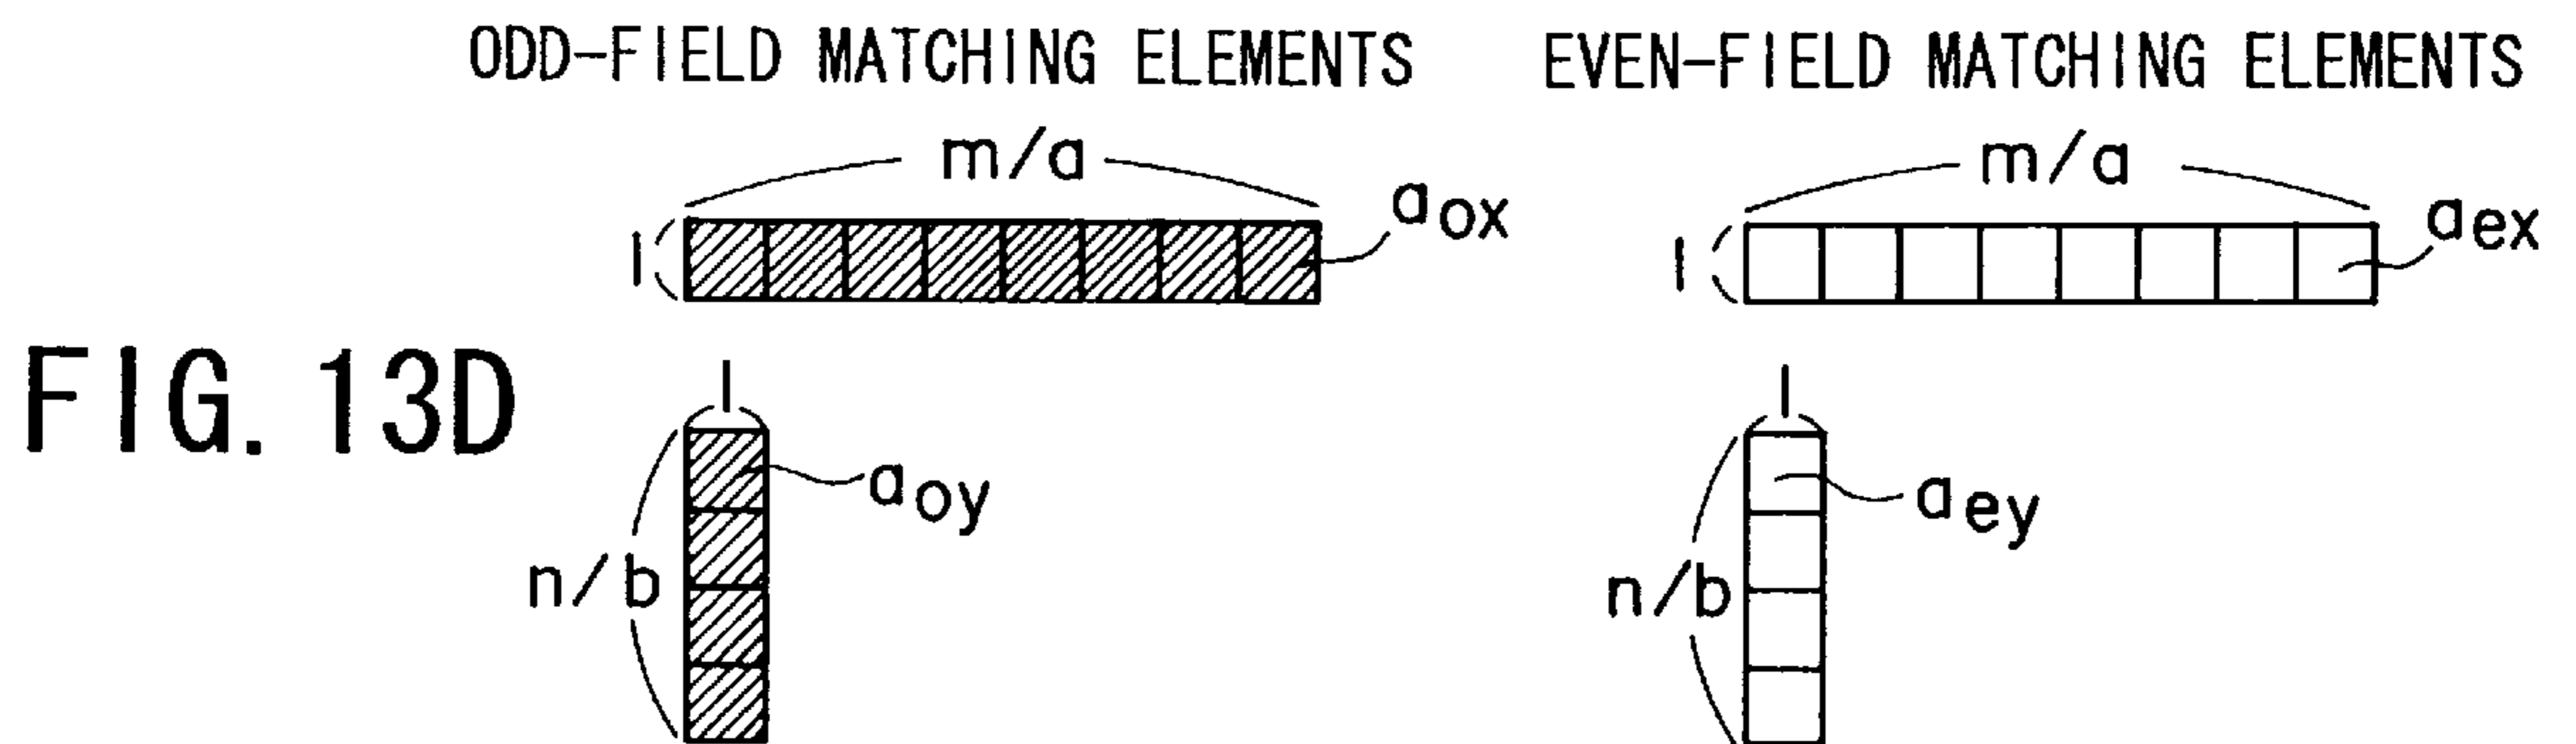 ODD-FIELD MATCHING ELEMENTS
EVEN-FIELD MATCHING ELEMENTS
m/a
m/a
1
aox
1
aex
FIG. 13D
1
1
n/b
aoy
n/b
aey